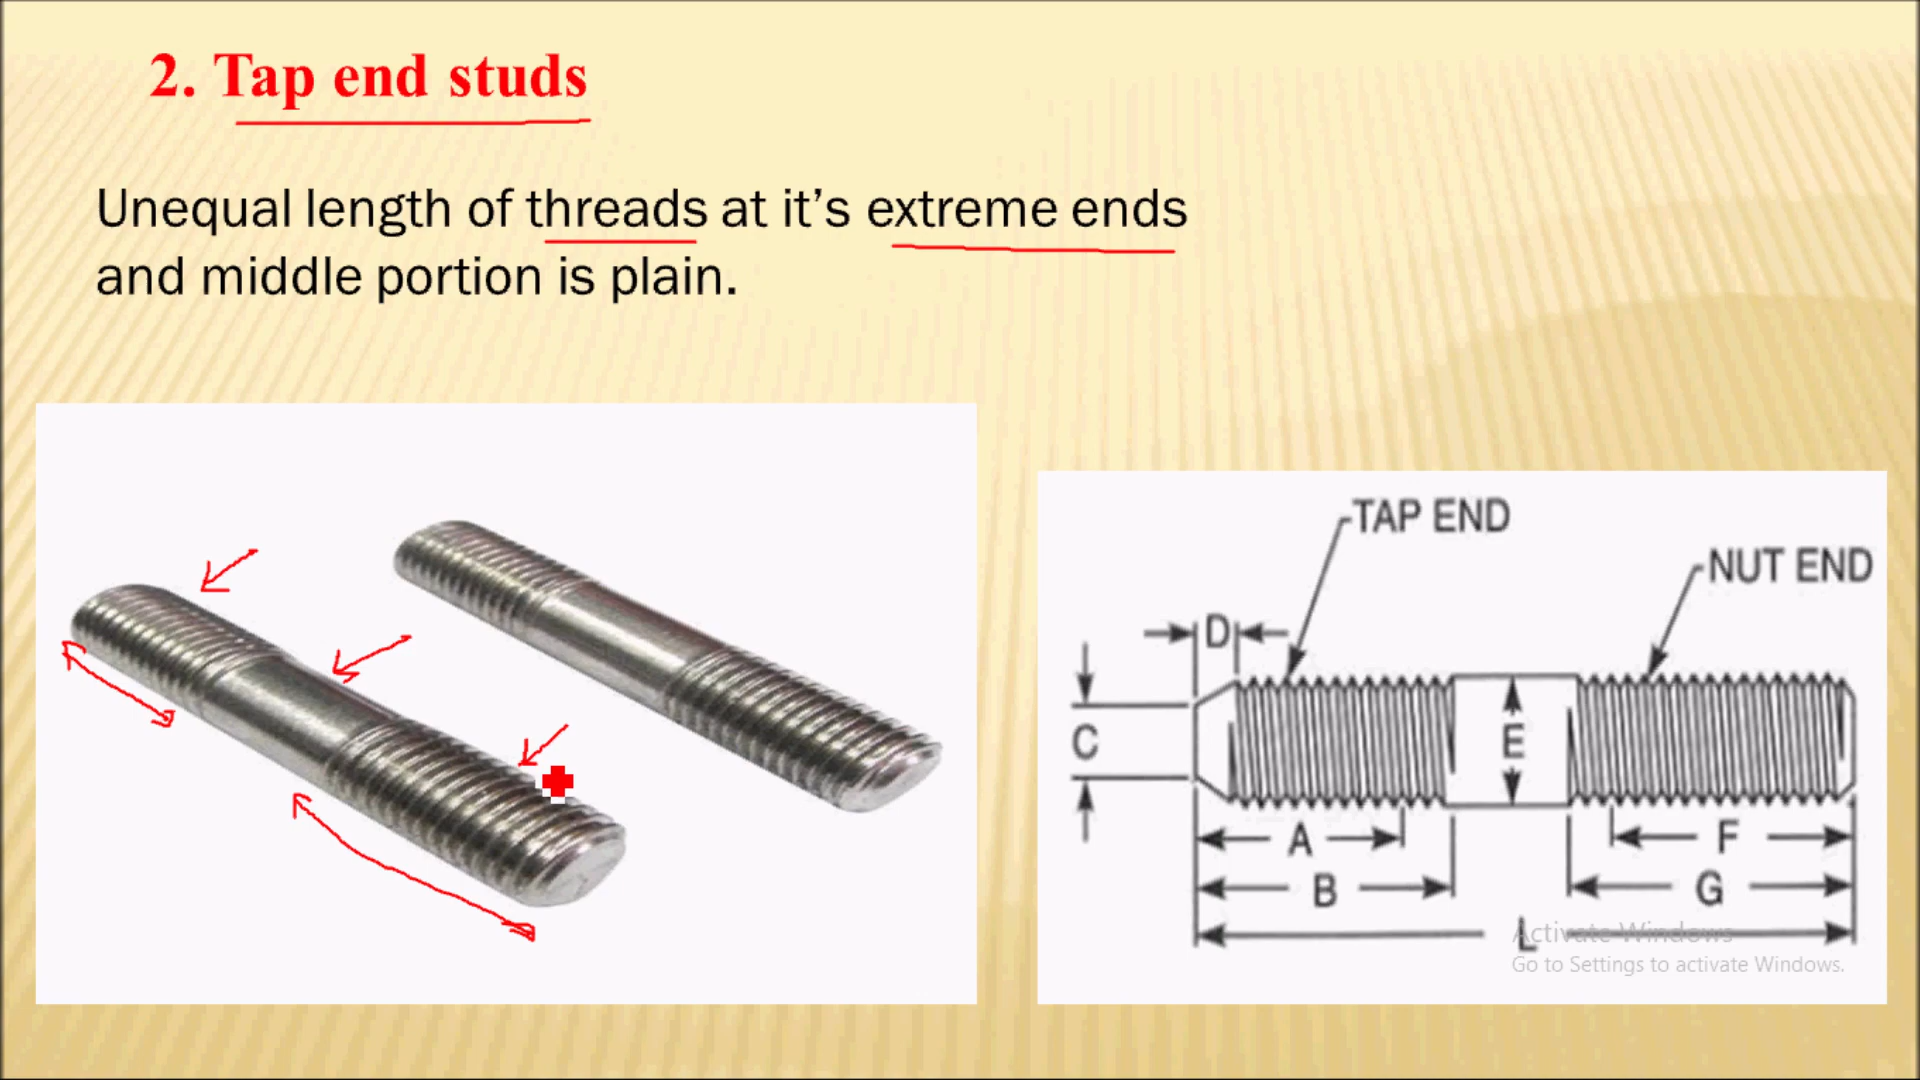 2. Tap end studs
Unequal length of threads at it’s extreme ends
and middle portion is plain.
TAP END
NUT END
D
C
E
A
F
B
G
L
Activate Windows
Go to Settings to activate Windows.